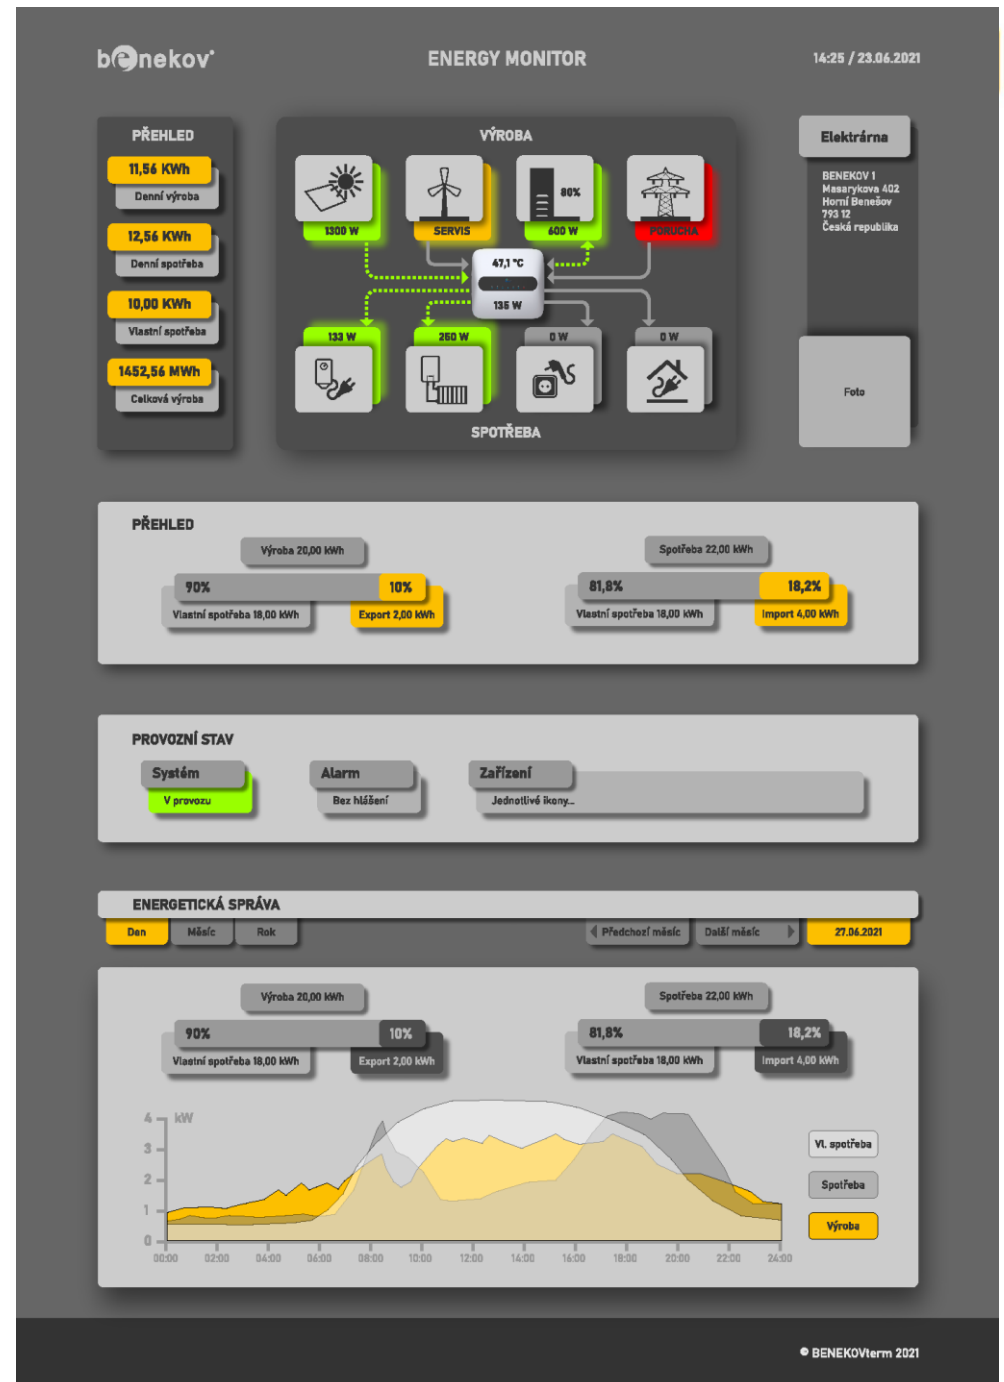 benekov
ENERGY MONITOR
14:25 / 23.06.2021
PŘEHLED
11,56 KWh
Denní výroba
12,56 KWh
Denní spotřeba
10,00 KWh
Vlastní spotřeba
1452,56 MWh
Celková výroba
VÝROBA
80%
1300 W
SERVIS
600 W
PORUCHA
47,1 °C
135 W
133 W
260 W
0 W
0 W
SPOTŘEBA
Elektrárna
BENEKOV 1
Masarykova 402
Horní Benešov
793 12
Česká republika
Foto
PŘEHLED
Výroba 20,00 kWh
90%
10%
Vlastní spotřeba 18,00 kWh
Export 2,00 kWh
Spotřeba 22,00 kWh
81,8%
18,2%
Vlastní spotřeba 18,00 kWh
Import 4,00 kWh
PROVOZNÍ STAV
Systém
V provozu
Alarm
Bez hlášení
Zařízení
Jednotlivé ikony...
ENERGETICKÁ SPRÁVA
Den
Měsíc
Rok
Předchozí měsíc
Další měsíc
27.06.2021
Výroba 20,00 kWh
90%
10%
Vlastní spotřeba 18,00 kWh
Export 2,00 kWh
Spotřeba 22,00 kWh
81,8%
18,2%
Vlastní spotřeba 18,00 kWh
Import 4,00 kWh
4 kW
3
2
1
0
00:00 02:00 04:00 06:00 08:00 10:00 12:00 14:00 16:00 18:00 20:00 22:00 24:00
Vl. spotřeba
Spotřeba
Výroba
© BENEKOVterm 2021